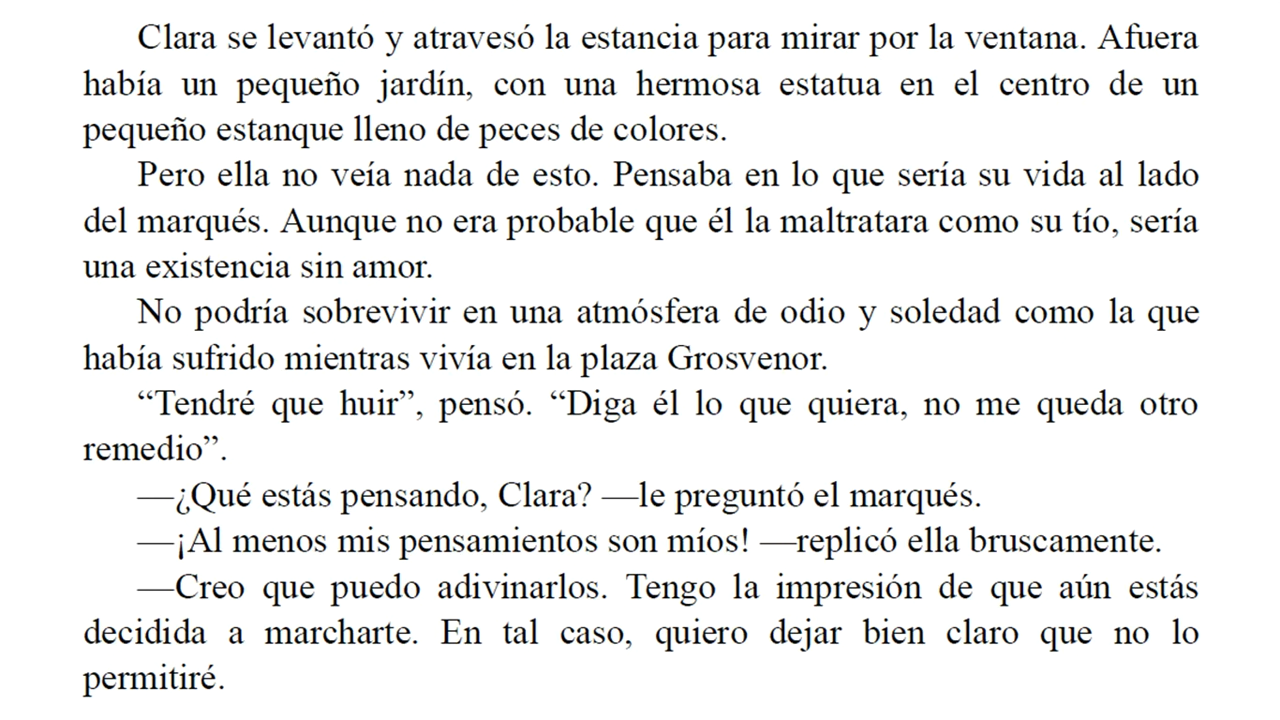 Clara se levantó y atravesó la estancia para mirar por la ventana. Afuera
había un pequeño jardín, con una hermosa estatua en el centro de un
pequeño estanque lleno de peces de colores.
Pero ella no veía nada de esto. Pensaba en lo que sería su vida al lado
del marqués. Aunque no era probable que él la maltratara como su tío, sería
una existencia sin amor.
No podría sobrevivir en una atmósfera de odio y soledad como la que
había sufrido mientras vivía en la plaza Grosvenor.
“Tendré que huir”, pensó. “Diga él lo que quiera, no me queda otro
remedio”.
—¿Qué estás pensando, Clara? —le preguntó el marqués.
—¡Al menos mis pensamientos son míos! —replicó ella bruscamente.
—Creo que puedo adivinarlos. Tengo la impresión de que aún estás
decidida a marcharte. En tal caso, quiero dejar bien claro que no lo
permitiré.